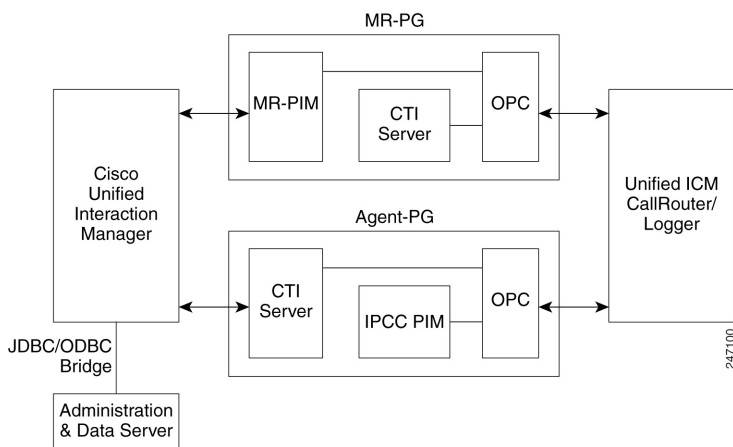 MR-PG
MR-PIM
CTI
Server
OPC
Cisco
Unified
Interaction
Manager
Unified ICM
CallRouter/
Logger
Agent-PG
CTI
Server
IPCC PIM
OPC
JDBC/ODBC
Bridge
Administration
& Data Server
247100